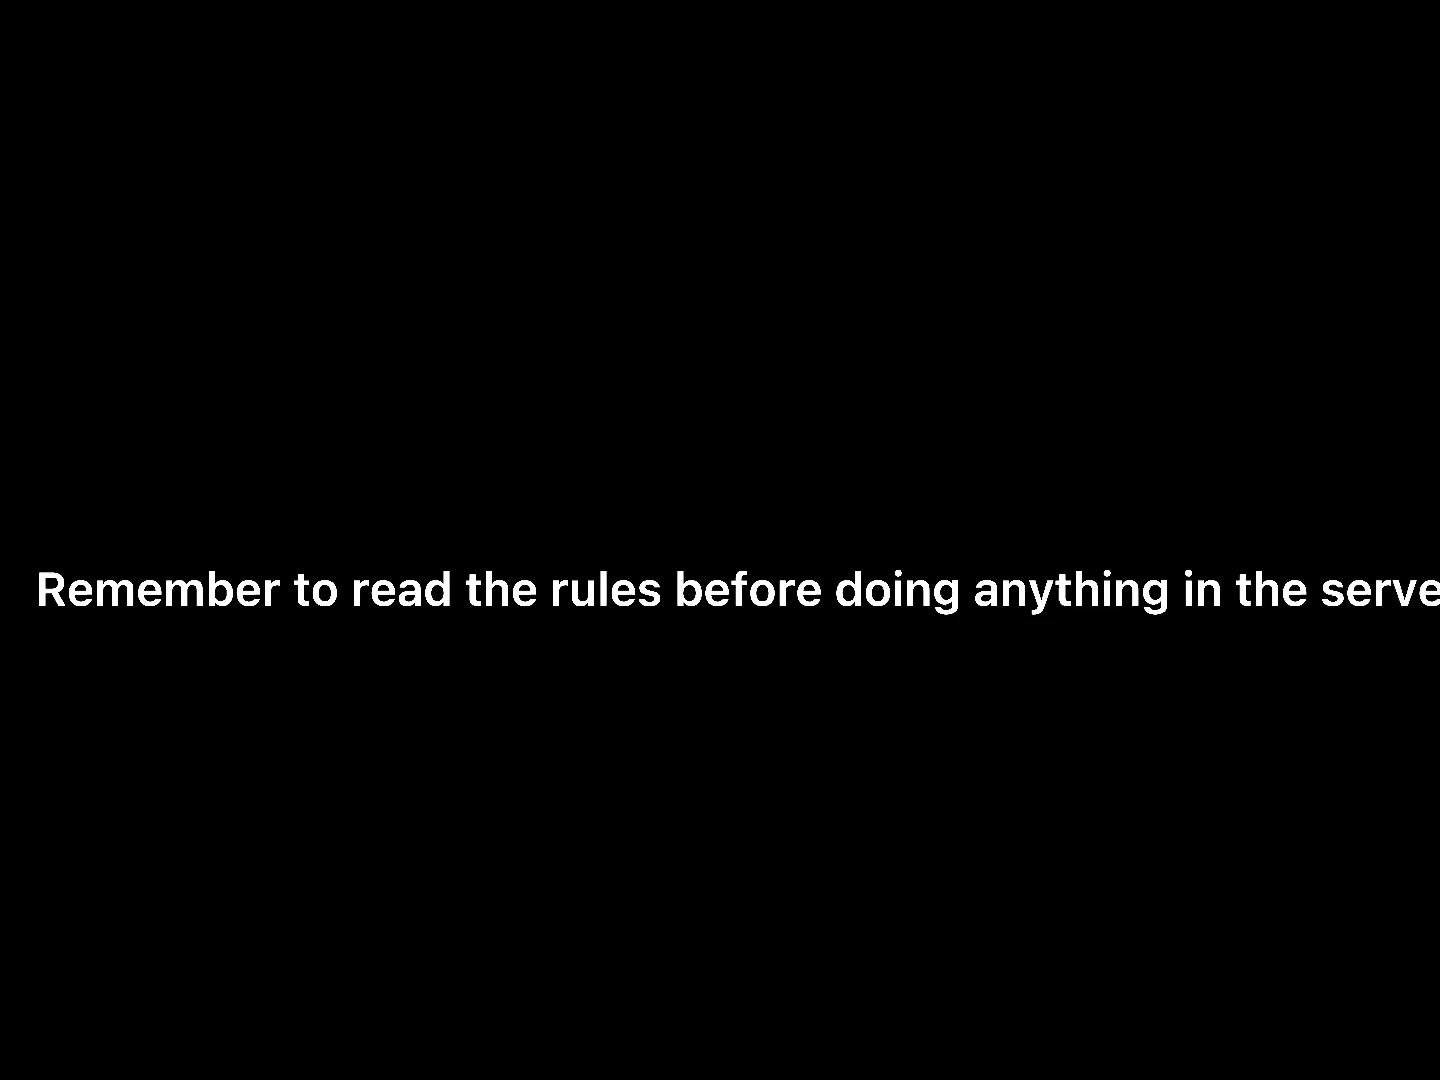 Remember to read the rules before doing anything in the serve